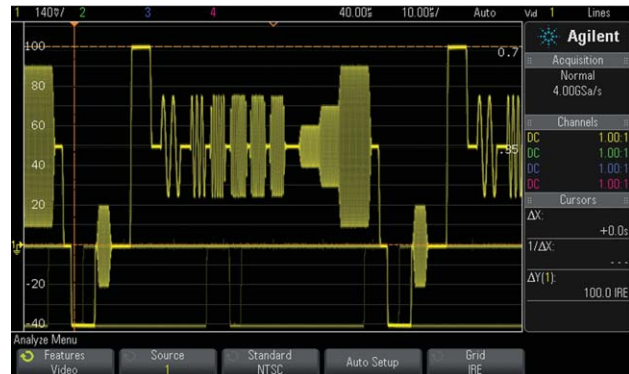 1 140▽/ 2 3 4 40.00s 10.00s/ Auto Vid 1 Lines
Agilent
Acquisition
Normal
4.00GSa/s
Channels
DC 1.00:1
DC 1.00:1
DC 1.00:1
DC 1.00:1
Cursors
ΔX:
+0.0s
1/ΔX:
- - -
ΔY(1):
100.0 IRE
100
0.7
80
60
40
.35
20
1
-20
-40
Analyze Menu
Features
Video
Source
1
Standard
NTSC
Auto Setup
Grid
IRE